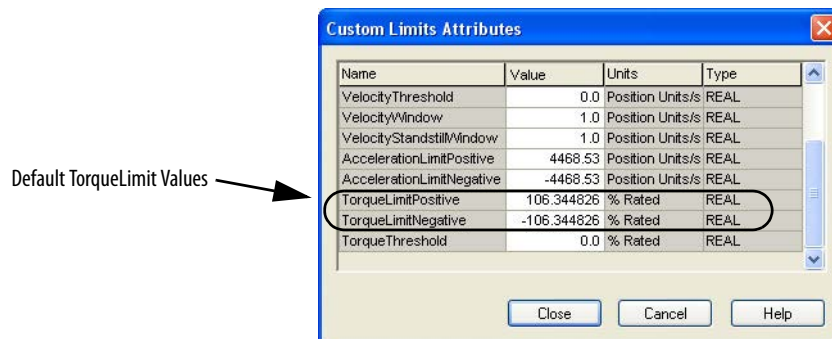 Custom Limits Attributes
Name Value Units Type
VelocityThreshold 0.0 Position Units/s REAL
VelocityWindow 1.0 Position Units/s REAL
VelocityStandstillWindow 1.0 Position Units/s REAL
AccelerationLimitPositive 4468.53 Position Units/s REAL
AccelerationLimitNegative -4468.53 Position Units/s REAL
Default TorqueLimit Values
TorqueLimitPositive 106.344826 % Rated REAL
TorqueLimitNegative -106.344826 % Rated REAL
TorqueThreshold 0.0 % Rated REAL
Close Cancel Help